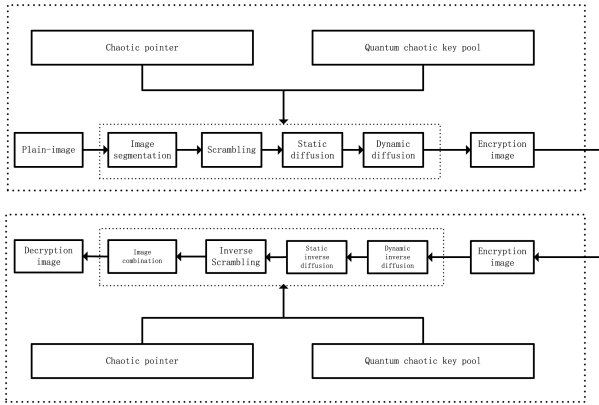 Chaotic pointer
Quantum chaotic key pool
Plain-image
Image
segmentation
Scrambling
Static
diffusion
Dynamic
diffusion
Encryption
image
Decryption
image
Image
combination
Inverse
Scrambling
Static
inverse
diffusion
Dynamic
inverse
diffusion
Encryption
image
Chaotic pointer
Quantum chaotic key pool